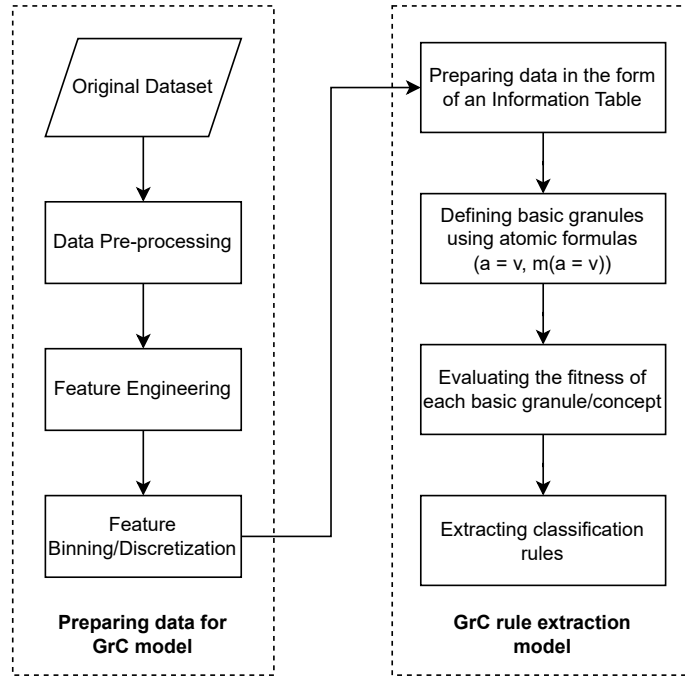 Original Dataset
Data Pre-processing
Feature Engineering
Feature
Binning/Discretization
Preparing data for
GrC model
Preparing data in the form
of an Information Table
Defining basic granules
using atomic formulas
(a = v, m(a = v))
Evaluating the fitness of
each basic granule/concept
Extracting classification
rules
GrC rule extraction
model